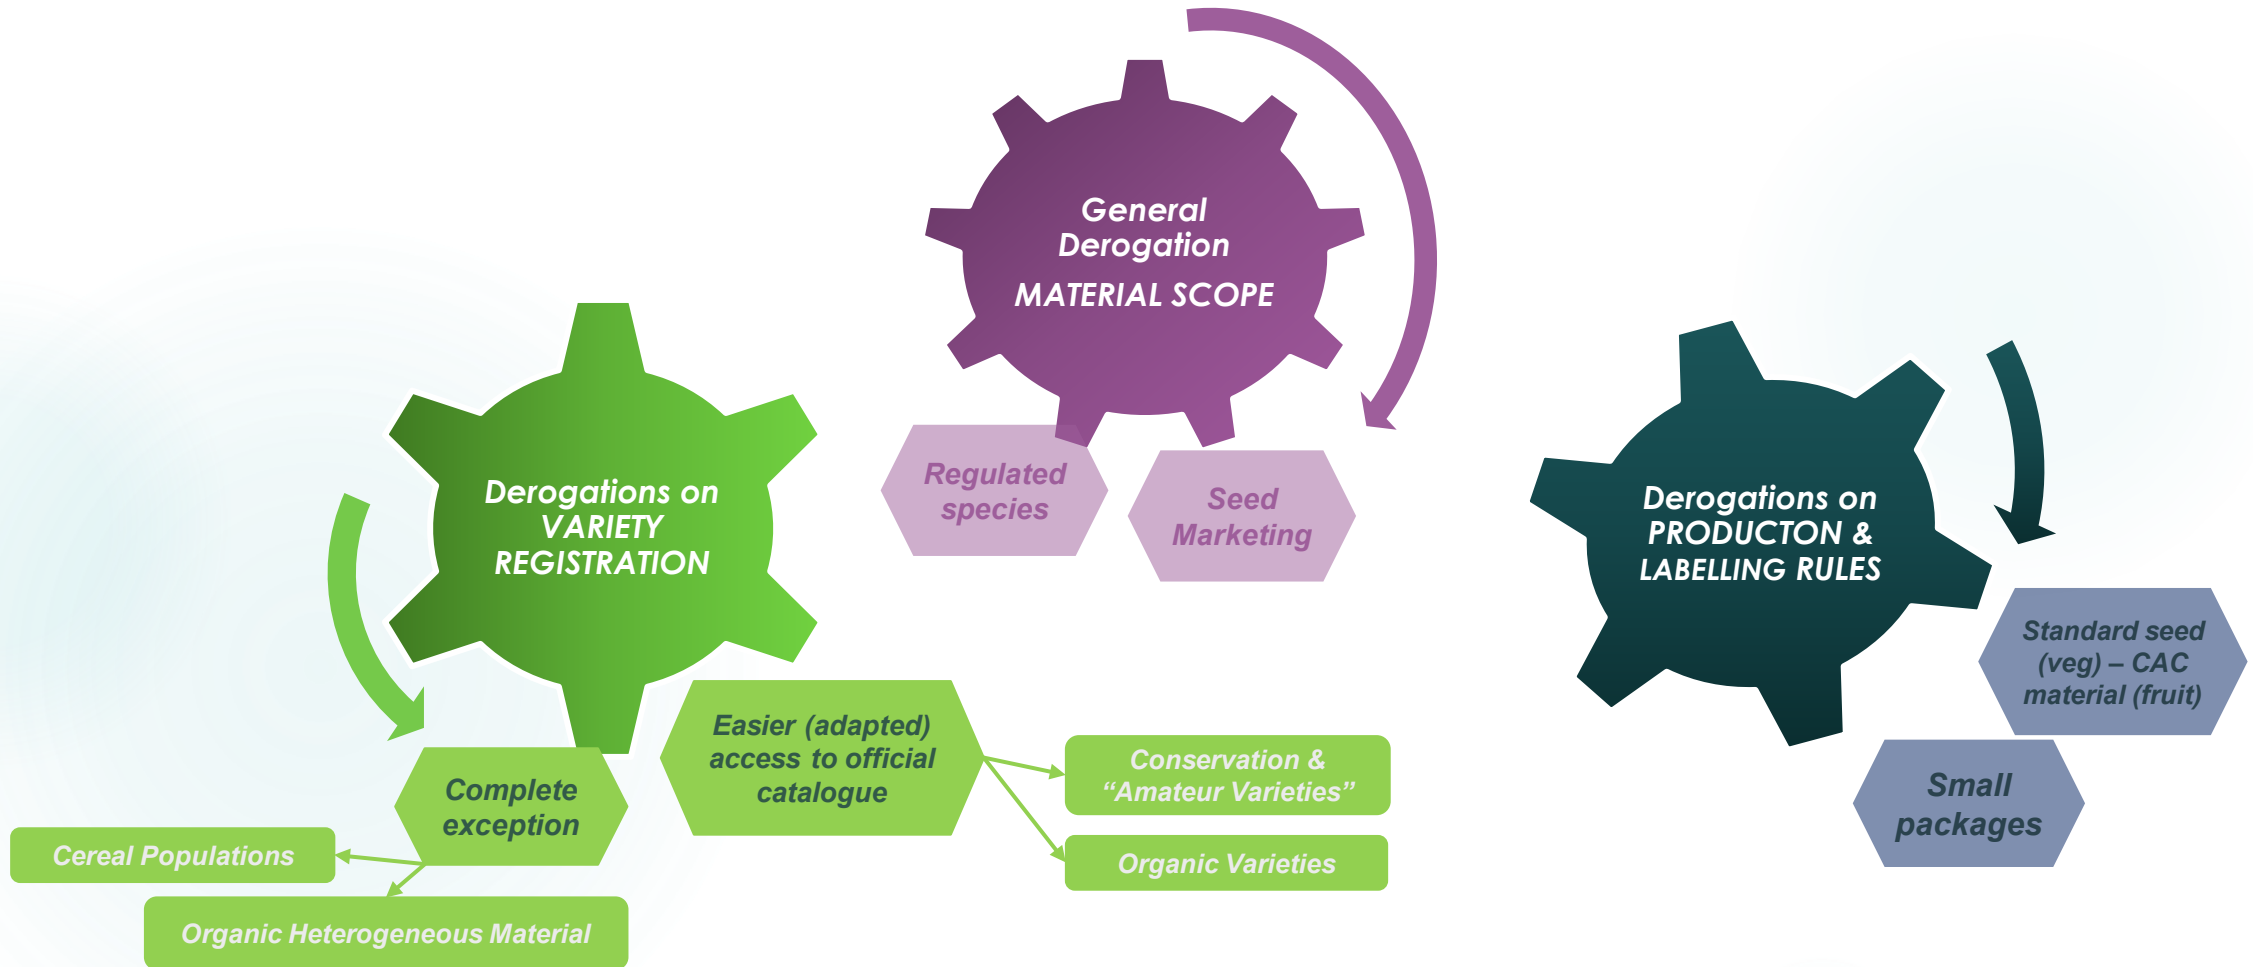 General
Derogation
MATERIAL SCOPE
Regulated
species
Seed
Marketing
Derogations on
VARIETY
REGISTRATION
Complete
exception
Cereal Populations
Organic Heterogeneous Material
Easier (adapted)
access to official
catalogue
Conservation &
“Amateur Varieties”
Organic Varieties
Derogations on
PRODUCTON &
LABELLING RULES
Standard seed
(veg) – CAC
material (fruit)
Small
packages